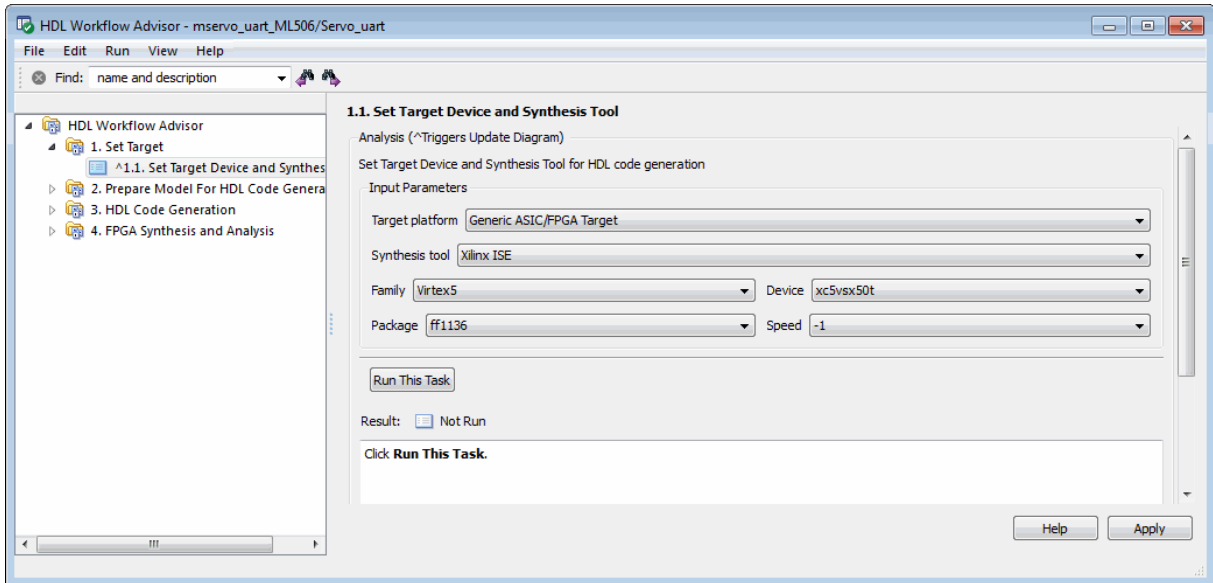 HDL Workflow Advisor - mservo_uart_ML506/Servo_uart
File Edit Run View Help
Find: name and description
HDL Workflow Advisor
1. Set Target
^1.1. Set Target Device and Synthes
2. Prepare Model For HDL Code Genera
3. HDL Code Generation
4. FPGA Synthesis and Analysis
1.1. Set Target Device and Synthesis Tool
Analysis (^Triggers Update Diagram)
Set Target Device and Synthesis Tool for HDL code generation
Input Parameters
Target platform Generic ASIC/FPGA Target
Synthesis tool Xilinx ISE
Family Virtex5 Device xc5vsx50t
Package ff1136 Speed -1
Run This Task
Result: Not Run
Click Run This Task.
Help Apply